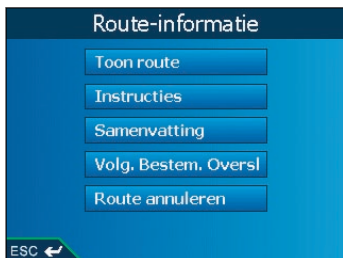 Route-informatie
Toon route
Instructies
Samenvatting
Volg. Bestem. Oversl
Route annuleren
ESC